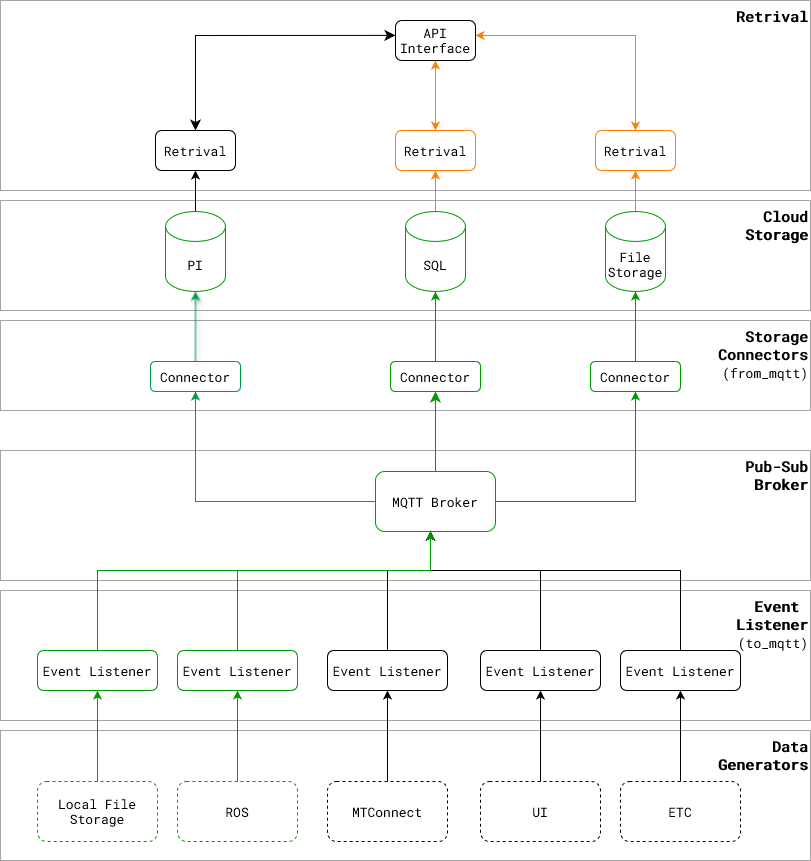 Retrival
API
Interface
Retrival
Retrival
Retrival
Cloud
Storage
PI
SQL
File
Storage
Storage
Connectors
(from_mqtt)
Connector
Connector
Connector
Pub-Sub
Broker
MQTT Broker
Event
Listener
(to_mqtt)
Event Listener
Event Listener
Event Listener
Event Listener
Event Listener
Data
Generators
Local File
Storage
ROS
MTConnect
UI
ETC